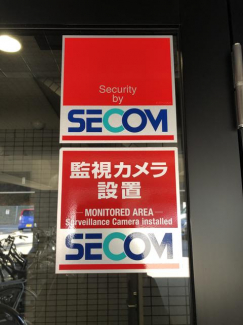 Security
by
SECOM
監視カメラ
設置
MONITORED AREA
Surveillance Camera Installed
SECOM